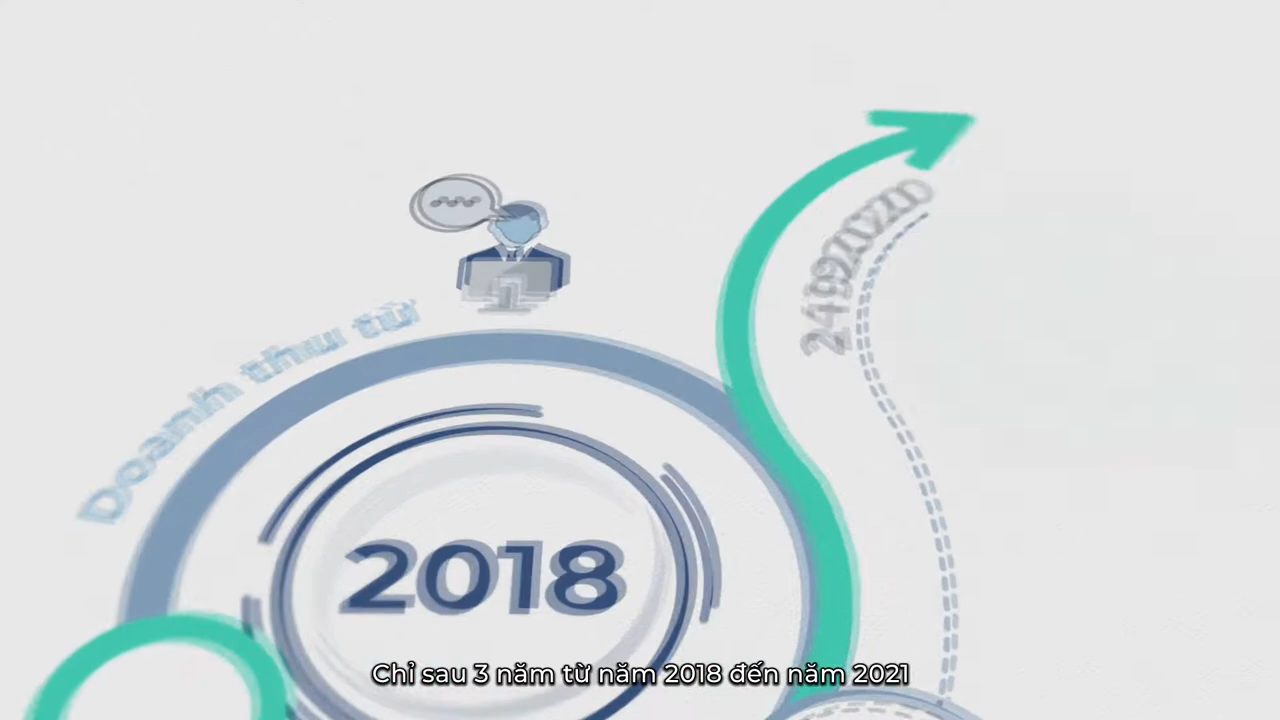 Doanh thu từ
2018
Chỉ sau 3 năm từ năm 2018 đến năm 2021